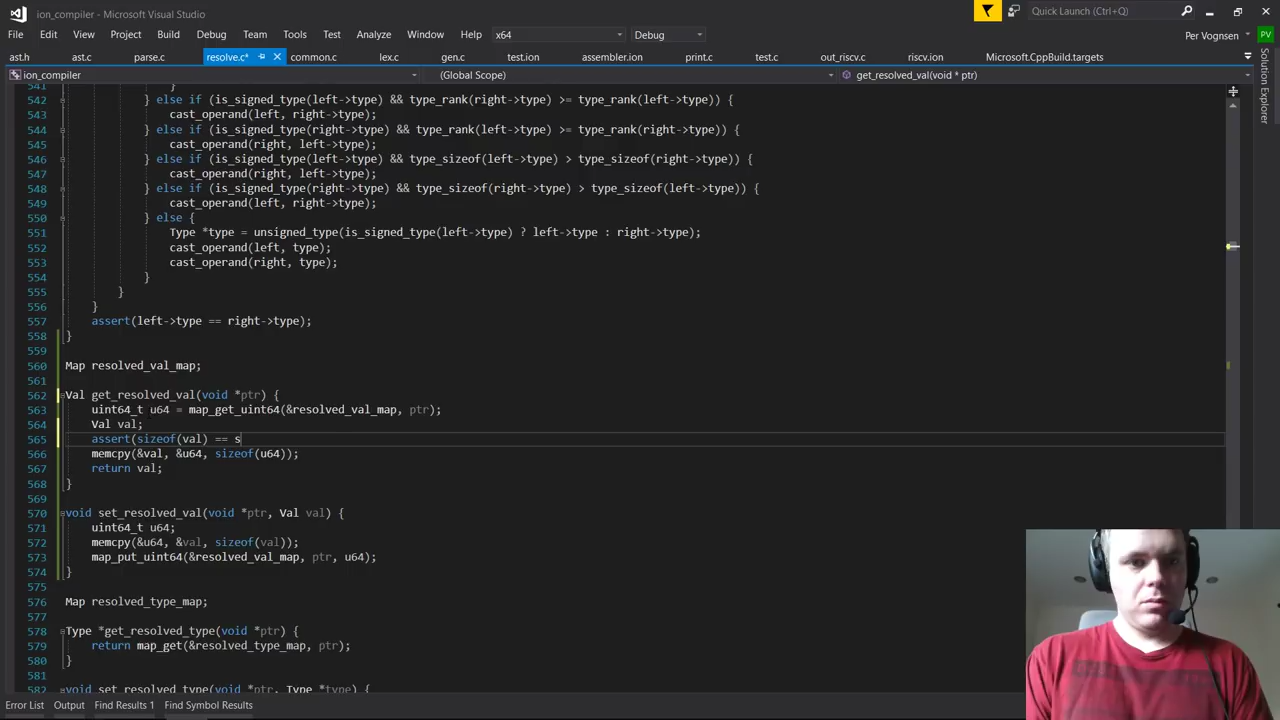 ion_compiler - Microsoft Visual Studio
Quick Launch (Ctrl+Q)
File Edit View Project Build Debug Team Tools Test Analyze Window Help x64 Debug
Per Vognsen PV
ast.h ast.c parse.c resolve.c* common.c lex.c gen.c test.ion assembler.ion print.c test.c out_riscv.c riscv.ion Microsoft.CppBuild.targets
ion_compiler (Global Scope) get_resolved_val(void * ptr)
Solution Explorer
541 }
542 } else if (is_signed_type(left->type) && type_rank(right->type) >= type_rank(left->type)) {
543 cast_operand(left, right->type);
544 } else if (is_signed_type(right->type) && type_rank(left->type) >= type_rank(right->type)) {
545 cast_operand(right, left->type);
546 } else if (is_signed_type(left->type) && type_sizeof(left->type) > type_sizeof(right->type)) {
547 cast_operand(right, left->type);
548 } else if (is_signed_type(right->type) && type_sizeof(right->type) > type_sizeof(left->type)) {
549 cast_operand(left, right->type);
550 } else {
551 Type *type = unsigned_type(is_signed_type(left->type) ? left->type : right->type);
552 cast_operand(left, type);
553 cast_operand(right, type);
554 }
555 }
556 }
557 assert(left->type == right->type);
558 }
559
560 Map resolved_val_map;
561
562 Val get_resolved_val(void *ptr) {
563 uint64_t u64 = map_get_uint64(&resolved_val_map, ptr);
564 Val val;
565 assert(sizeof(val) == s
566 memcpy(&val, &u64, sizeof(u64));
567 return val;
568 }
569
570 void set_resolved_val(void *ptr, Val val) {
571 uint64_t u64;
572 memcpy(&u64, &val, sizeof(val));
573 map_put_uint64(&resolved_val_map, ptr, u64);
574 }
575
576 Map resolved_type_map;
577
578 Type *get_resolved_type(void *ptr) {
579 return map_get(&resolved_type_map, ptr);
580 }
581
582 void set_resolved_type(void *ptr, Type *type) {
Error List Output Find Results 1 Find Symbol Results